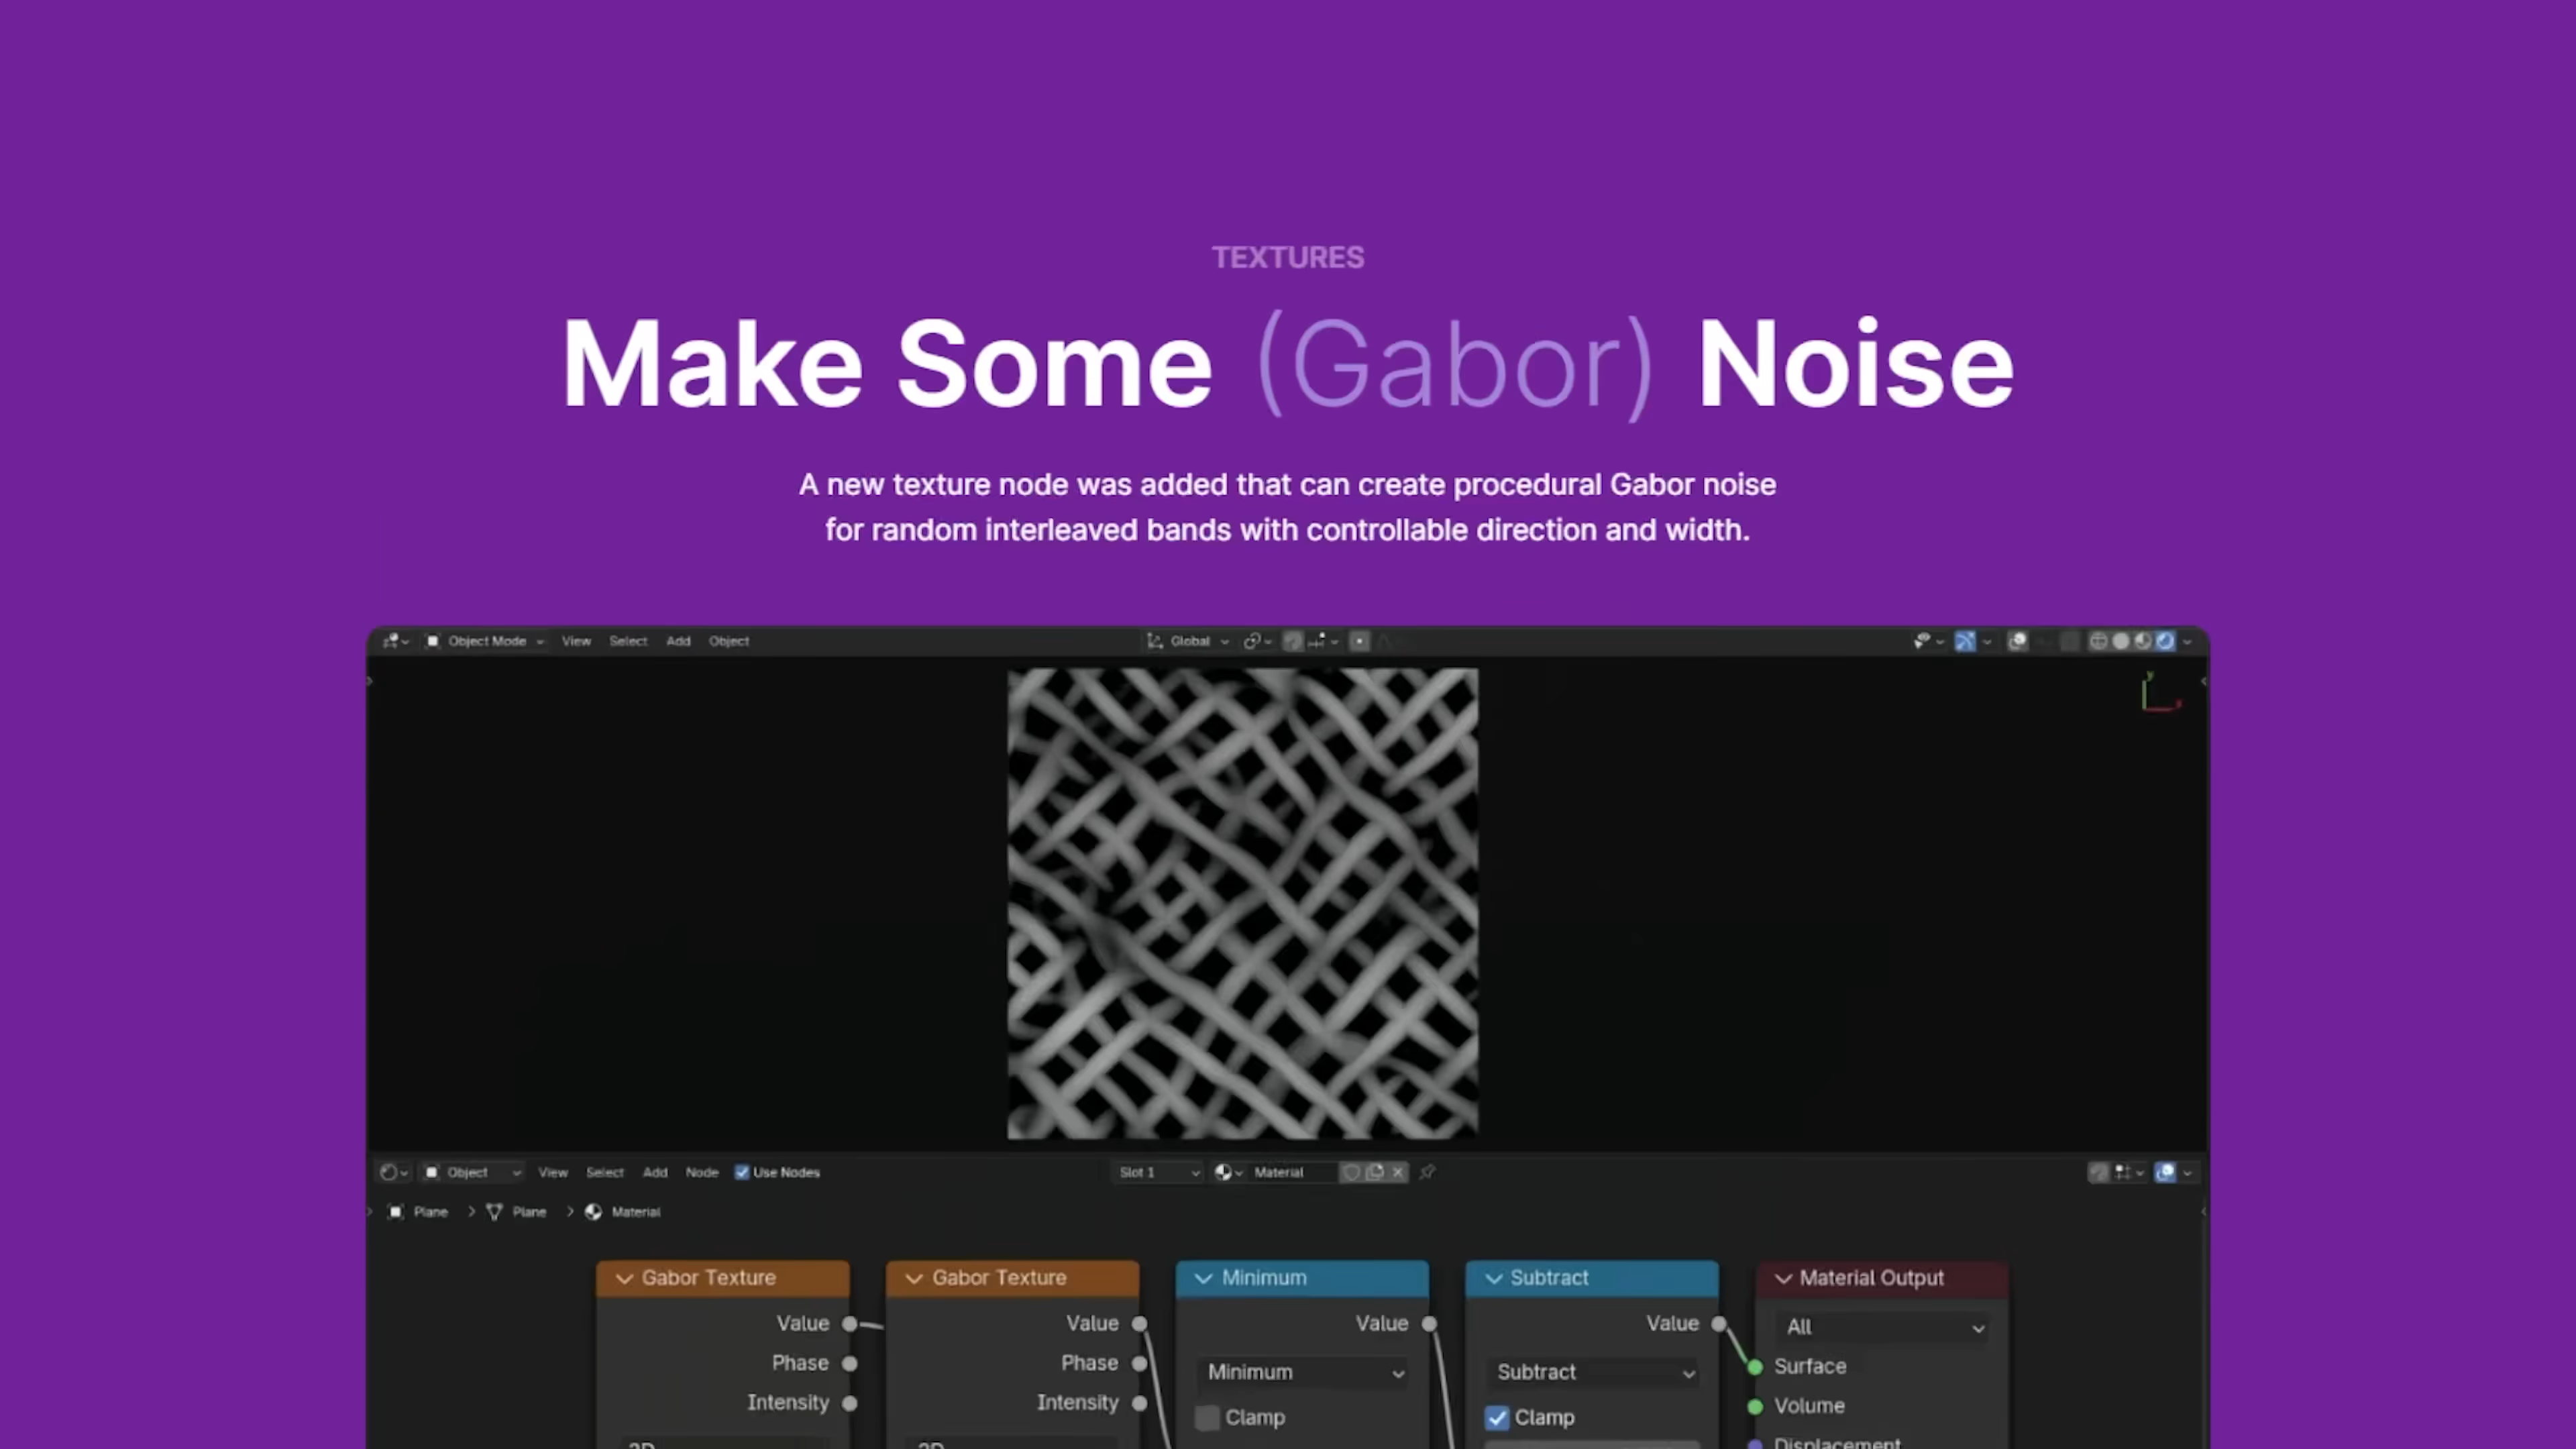 TEXTURES
Make Some (Gabor) Noise
A new texture node was added that can create procedural Gabor noise
for random interleaved bands with controllable direction and width.
Object Mode View Select Add Object Global
y
Object View Select Add Node Use Nodes Slot 1 Material
Plane > Plane > Material
Gabor Texture Gabor Texture Minimum Subtract Material Output
Value Value Value Value All
Phase Phase Minimum Subtract Surface
Intensity Intensity Clamp Clamp Volume
2D 2D Displacement